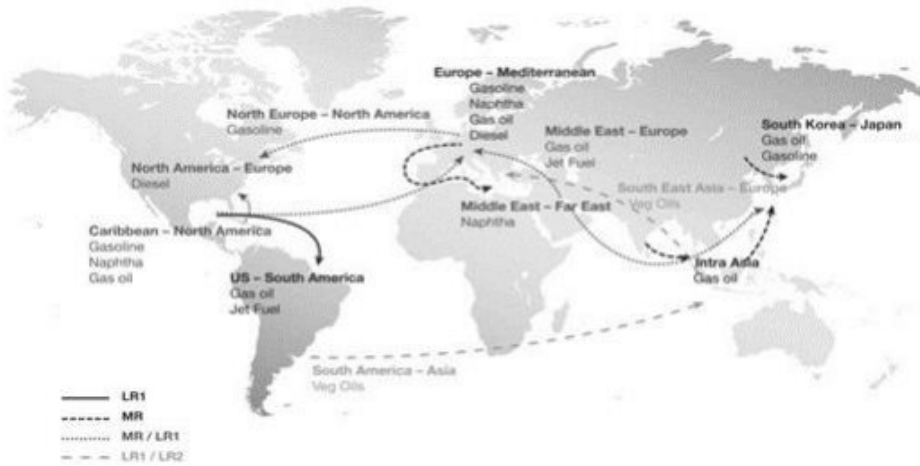 Europe – Mediterranean
Gasoline
Naphtha
Gas oil
Diesel
North Europe – North America
Gasoline
Middle East – Europe
Gas oil
Jet Fuel
South Korea – Japan
Gas oil
Gasoline
North America – Europe
Diesel
South East Asia – Europe
Veg Oils
Middle East – Far East
Naphtha
Caribbean – North America
Gasoline
Naphtha
Gas oil
US – South America
Gas oil
Jet Fuel
Intra Asia
Gas oil
South America – Asia
Veg Oils
LR1
MR
MR / LR1
LR1 / LR2